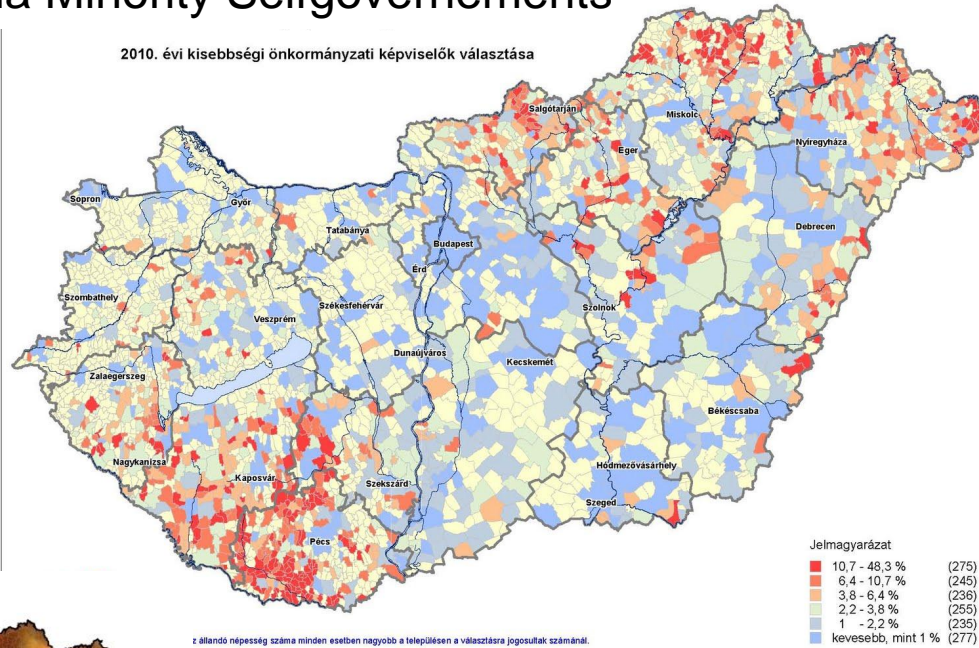 Minority Selfgovernements
2010. évi kisebbségi önkormányzati képviselők választása
Salgótarján
Miskolc
Nyíregyháza
Eger
Sopron
Győr
Tatabánya
Budapest
Debrecen
Érd
Szombathely
Veszprém
Székesfehérvár
Szolnok
Dunaújváros
Kecskemét
Zalaegerszeg
Békéscsaba
Nagykanizsa
Kaposvár
Szekszárd
Hódmezővásárhely
Szeged
Pécs
Jelmagyarázat
10,7 - 48,3 % (275)
6,4 - 10,7 % (245)
3,8 - 6,4 % (236)
2,2 - 3,8 % (255)
1 - 2,2 % (235)
kevesebb, mint 1 % (277)
z állandó népesség száma minden esetben nagyobb a településen a választásra jogosultak számánál.